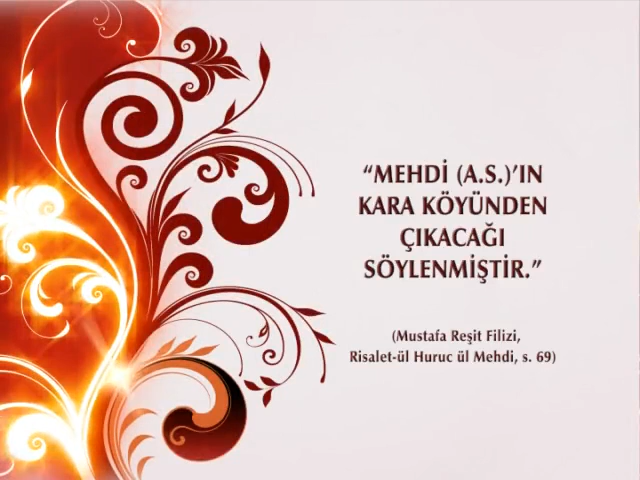 “MEHDİ (A.S.)’IN
KARA KÖYÜNDEN
ÇIKACAĞI
SÖYLENMİŞTİR.”
(Mustafa Reşit Filizi,
Risalet-ül Huruc ül Mehdi, s. 69)